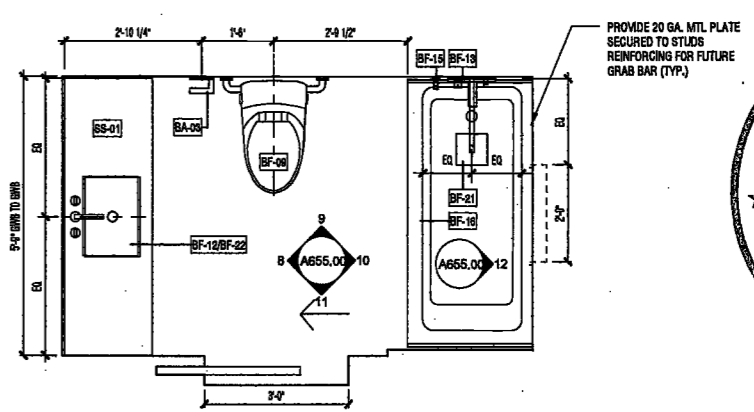 2'-10 1/4"
1'-6"
2'-9 1/2"
PROVIDE 20 GA. MTL PLATE
SECURED TO STUDS
REINFORCING FOR FUTURE
GRAB BAR (TYP.)
BF-15
BF-13
SS-01
BA-03
BF-09
EQ
EQ
EQ
EQ
EQ
BF-21
BF-16
2'-0"
5'-9" GWB TO GWB
BF-12/BF-22
9
8
A655.00
10
11
A655.00
12
3'-0"